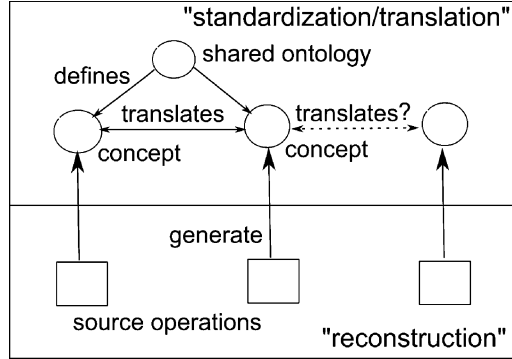 "standardization/translation"
shared ontology
defines
translates
translates?
concept
concept
generate
source operations
"reconstruction"